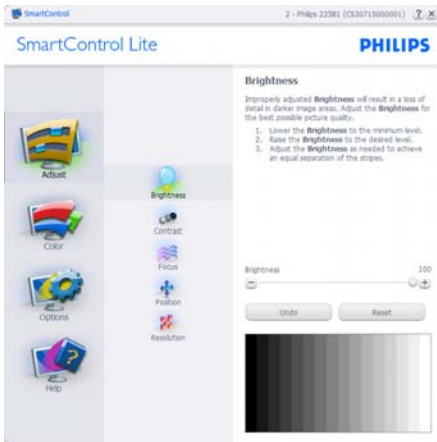 SmartControl
2 - Philips 225B1 (CS30715000001) ? X
SmartControl Lite
PHILIPS
Adjust
Color
Options
Help
Brightness
Contrast
Focus
Position
Resolution
Brightness
Improperly adjusted Brightness will result in a loss of
detail in darker image areas. Adjust the Brightness for
the best possible picture quality.
1. Lower the Brightness to the minimum level.
2. Raise the Brightness to the desired level.
3. Adjust the Brightness as needed to achieve
an equal separation of the stripes.
Brightness 100
Undo Reset